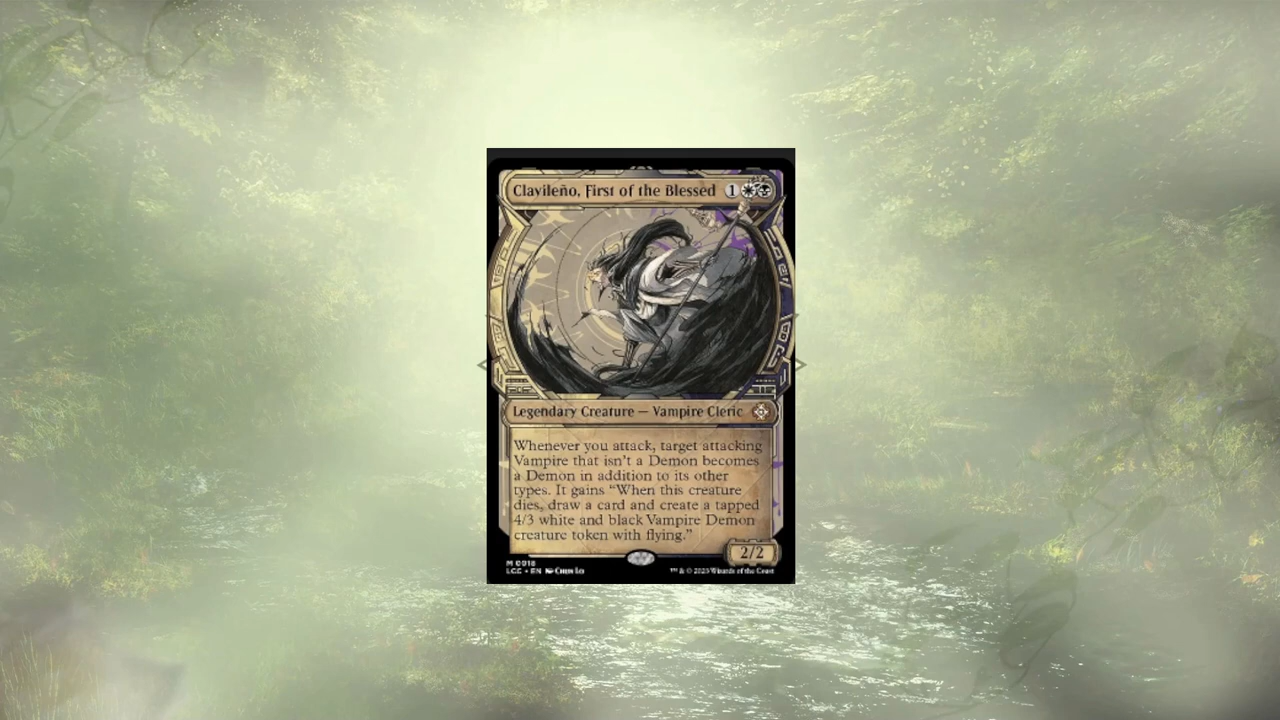 Clavileño, First of the Blessed 1
Legendary Creature — Vampire Cleric
Whenever you attack, target attacking
Vampire that isn't a Demon becomes
a Demon in addition to its other
types. It gains “When this creature
dies, draw a card and create a tapped
4/3 white and black Vampire Demon
creature token with flying.”
2/2
M 0018
LCC • EN Chun Lo
™ & © 2023 Wizards of the Coast